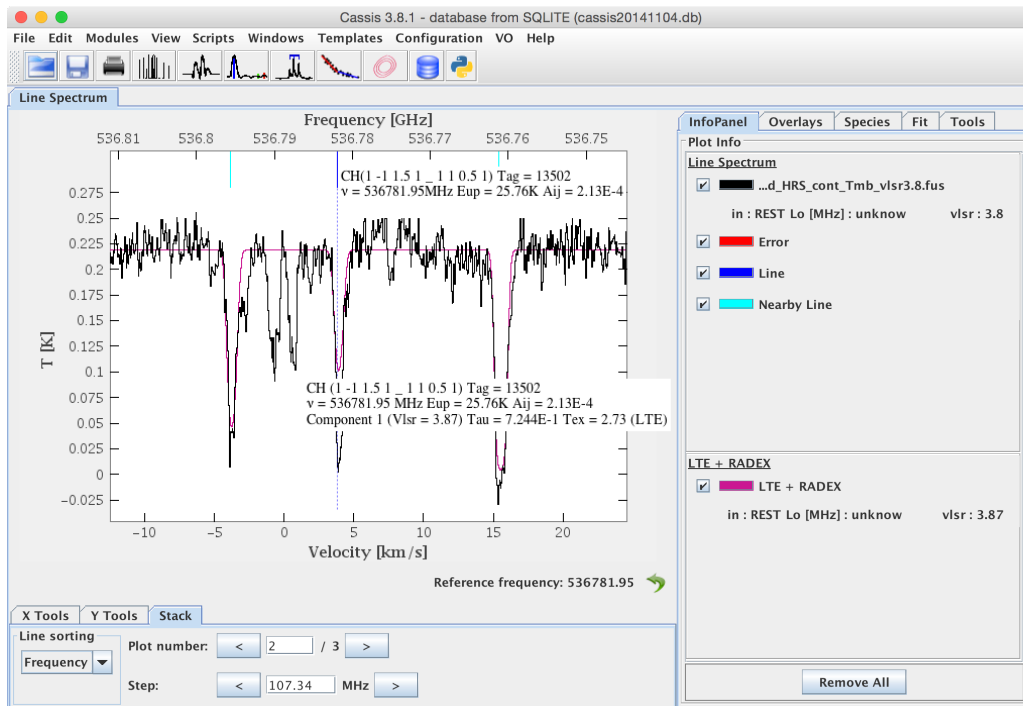 Cassis 3.8.1 - database from SQLITE (cassis20141104.db)
File Edit Modules View Scripts Windows Templates Configuration VO Help
Line Spectrum
Frequency [GHz]
536.81 536.8 536.79 536.78 536.77 536.76 536.75
CH(1 -1 1.5 1 _ 1 1 0.5 1) Tag = 13502
ν = 536781.95MHz Eup = 25.76K Aij = 2.13E-4
0.275
0.25
0.225
0.2
0.175
0.15
0.125
0.1
0.075
0.05
0.025
0
-0.025
T [K]
CH (1 -1 1.5 1 _ 1 1 0.5 1) Tag = 13502
ν = 536781.95 MHz Eup = 25.76K Aij = 2.13E-4
Component 1 (Vlsr = 3.87) Tau = 7.244E-1 Tex = 2.73 (LTE)
-10 -5 0 5 10 15 20
Velocity [km/s]
Reference frequency: 536781.95
X Tools Y Tools Stack
Line sorting
Frequency
Plot number: < 2 / 3 >
Step: < 107.34 MHz >
InfoPanel Overlays Species Fit Tools
Plot Info
Line Spectrum
...d_HRS_cont_Tmb_vlsr3.8.fus
in : REST Lo [MHz] : unknow vlsr : 3.8
Error
Line
Nearby Line
LTE + RADEX
LTE + RADEX
in : REST Lo [MHz] : unknow vlsr : 3.87
Remove All